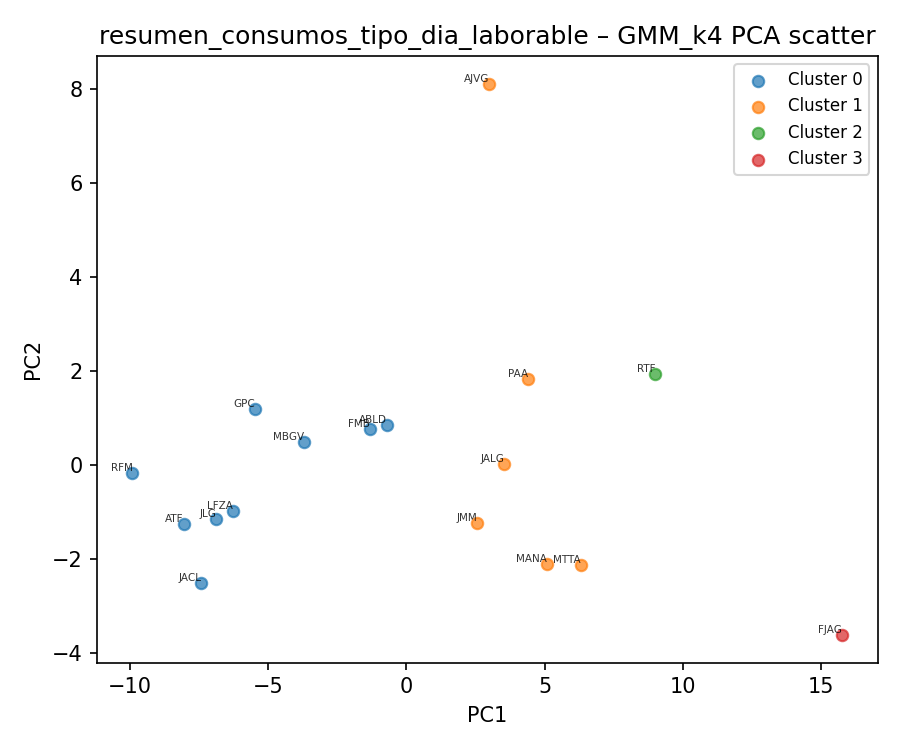 resumen_consumos_tipo_dia_laborable – GMM_k4 PCA scatter
AJVG
Cluster 0
Cluster 1
Cluster 2
Cluster 3
8
6
4
2
0
−2
−4
PC2
PAA
RTF
GPC
ABLD
FMB
MBGV
JALG
RFM
LFZA
JLG
ATF
JMM
MANA
MTTA
JACL
FJAG
−10
−5
0
5
10
15
PC1